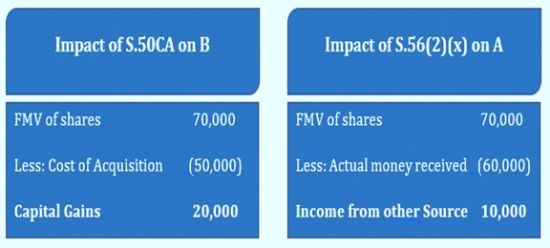 Impact of S.50CA on B
FMV of shares 70,000
Less: Cost of Acquisition (50,000)
Capital Gains 20,000
Impact of S.56(2)(x) on A
FMV of shares 70,000
Less: Actual money received (60,000)
Income from other Source 10,000